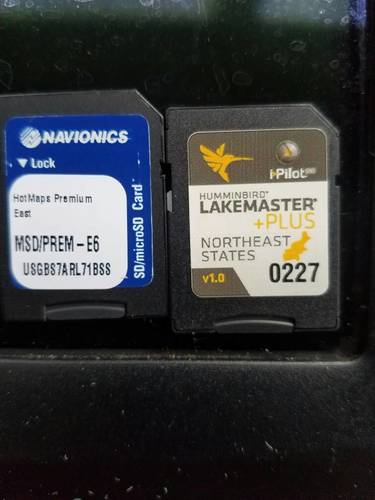 NAVIONICS
Lock
HotMaps Premium
East
MSD/PREM-E6
USGBS7ARL71BSS
SD/microSD Card
i-Pilot
HUMMINBIRD
LAKEMASTER
+PLUS
NORTHEAST
STATES
v1.0
0227